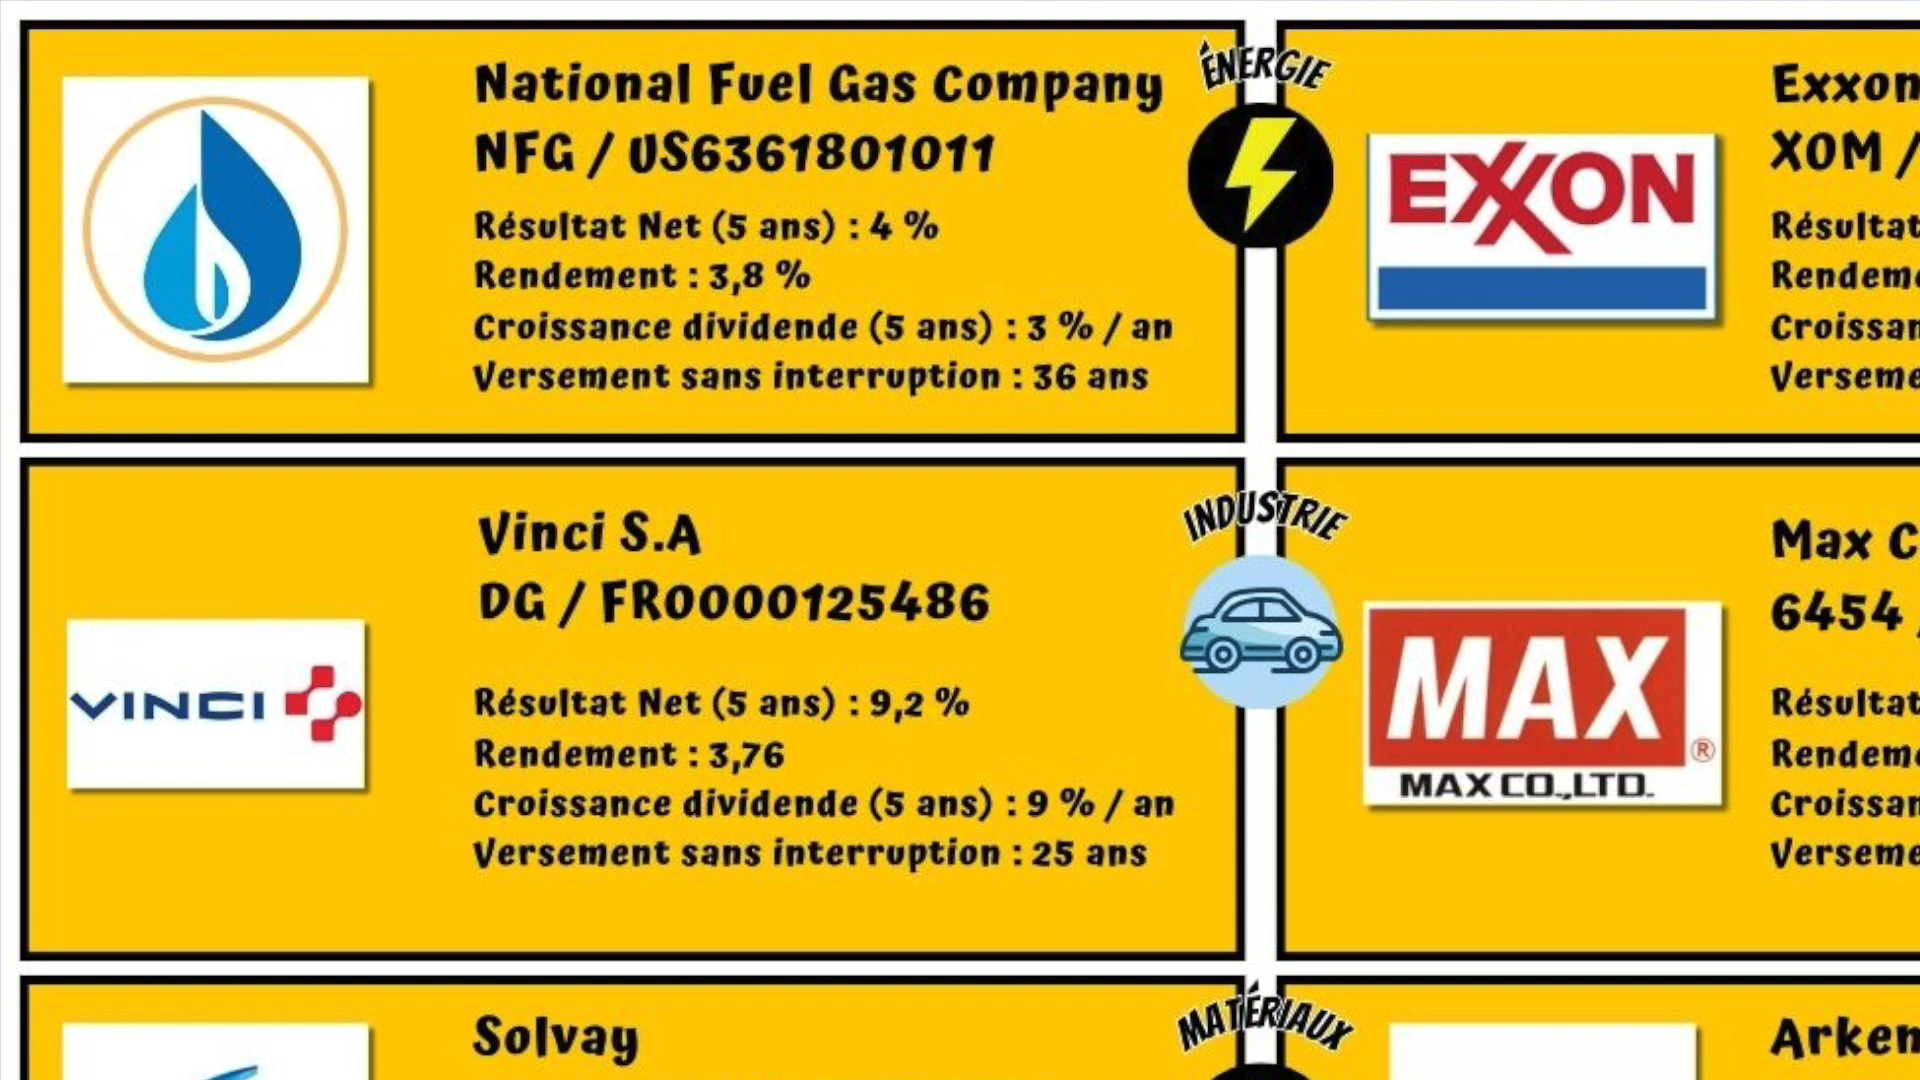 National Fuel Gas Company
NFG / US6361801011
Résultat Net (5 ans) : 4 %
Rendement : 3,8 %
Croissance dividende (5 ans) : 3 % / an
Versement sans interruption : 36 ans
ÉNERGIE
EXXON
Exxon
XOM /
Résultat
Rendeme
Croissan
Verseme
Vinci S.A
DG / FR0000125486
VINCI
Résultat Net (5 ans) : 9,2 %
Rendement : 3,76
Croissance dividende (5 ans) : 9 % / an
Versement sans interruption : 25 ans
INDUSTRIE
MAX
®
MAX CO.,LTD.
Max C
6454
Résultat
Rendeme
Croissan
Verseme
Solvay
MATÉRIAUX
Arkem